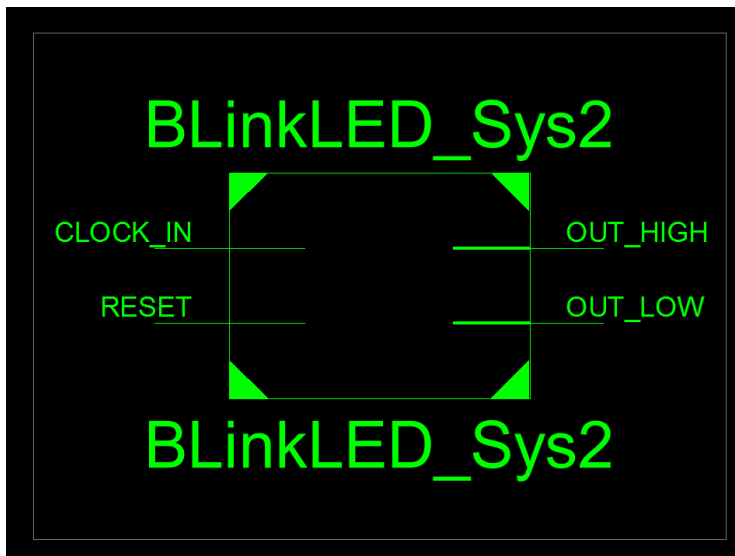 BLinkLED_Sys2
CLOCK_IN
OUT_HIGH
RESET
OUT_LOW
BLinkLED_Sys2